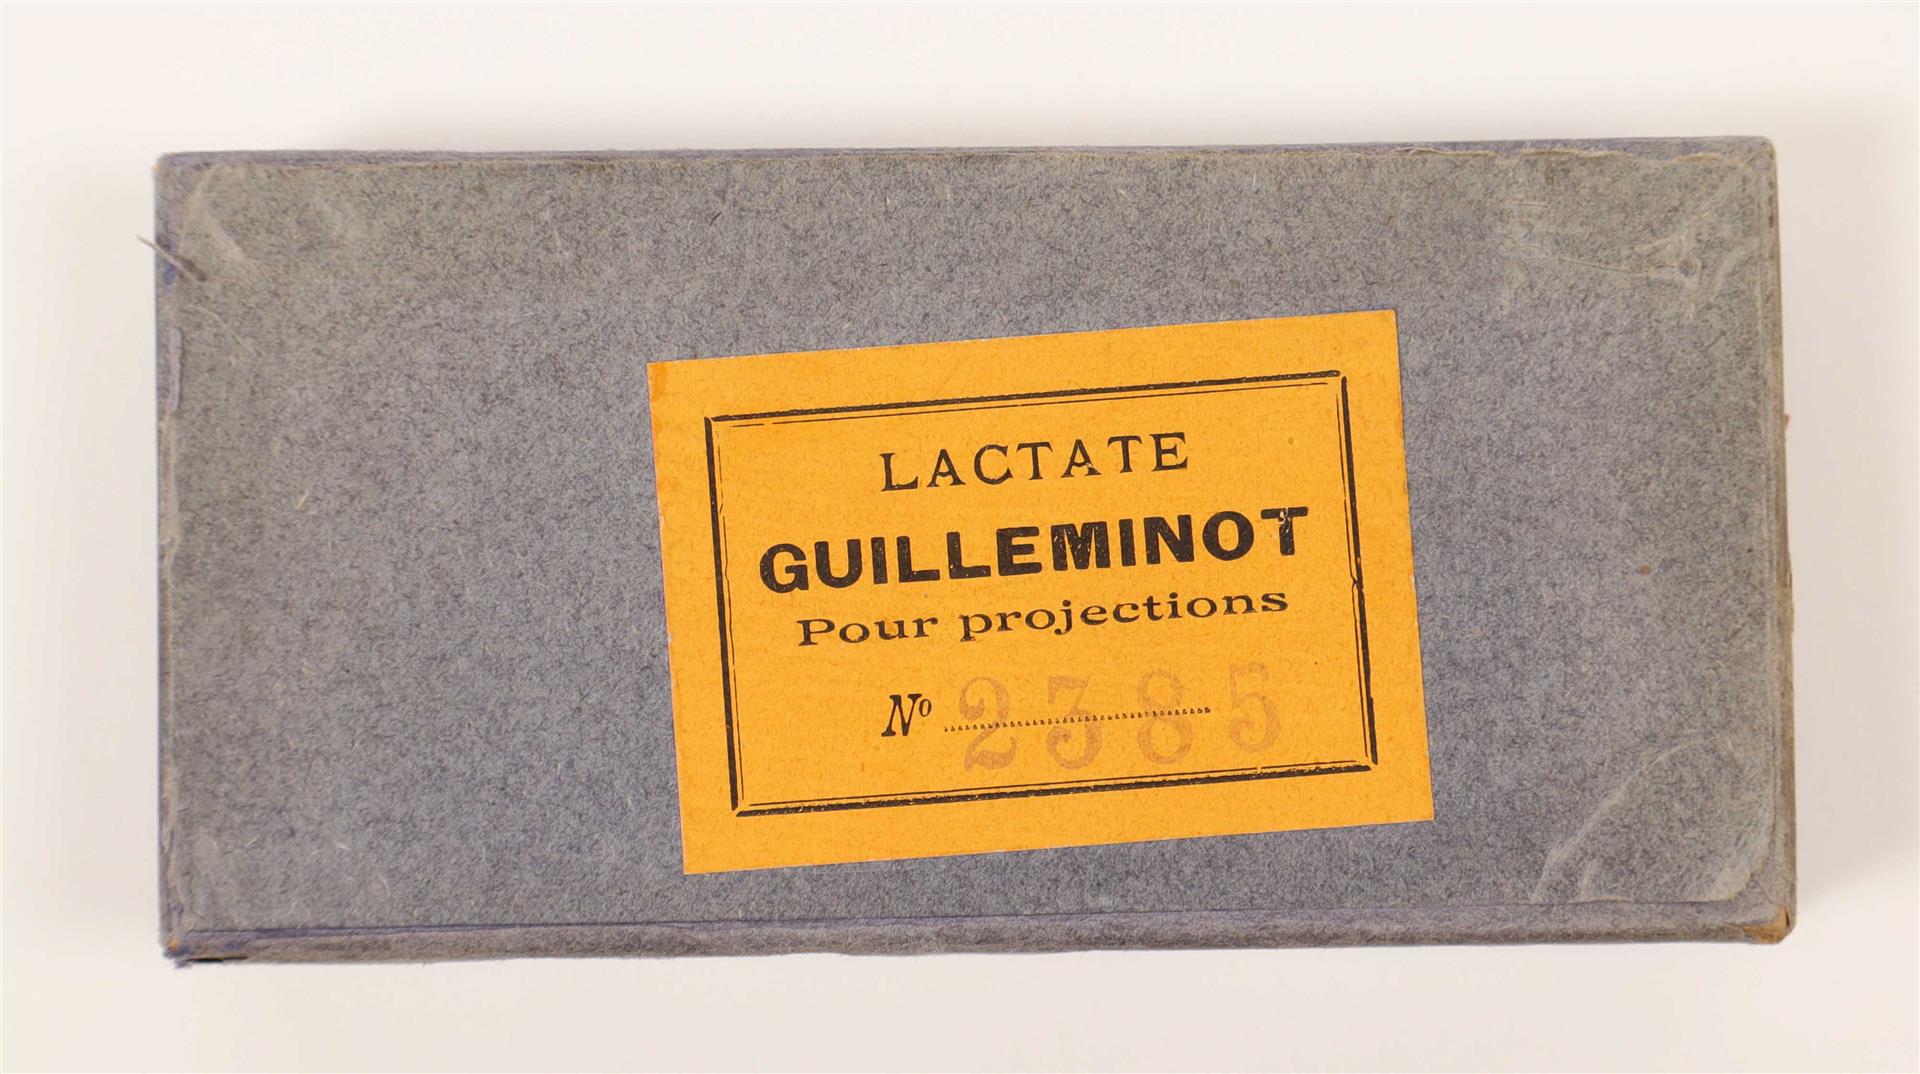 LACTATE
GUILLEMINOT
Pour projections
Nº 2385